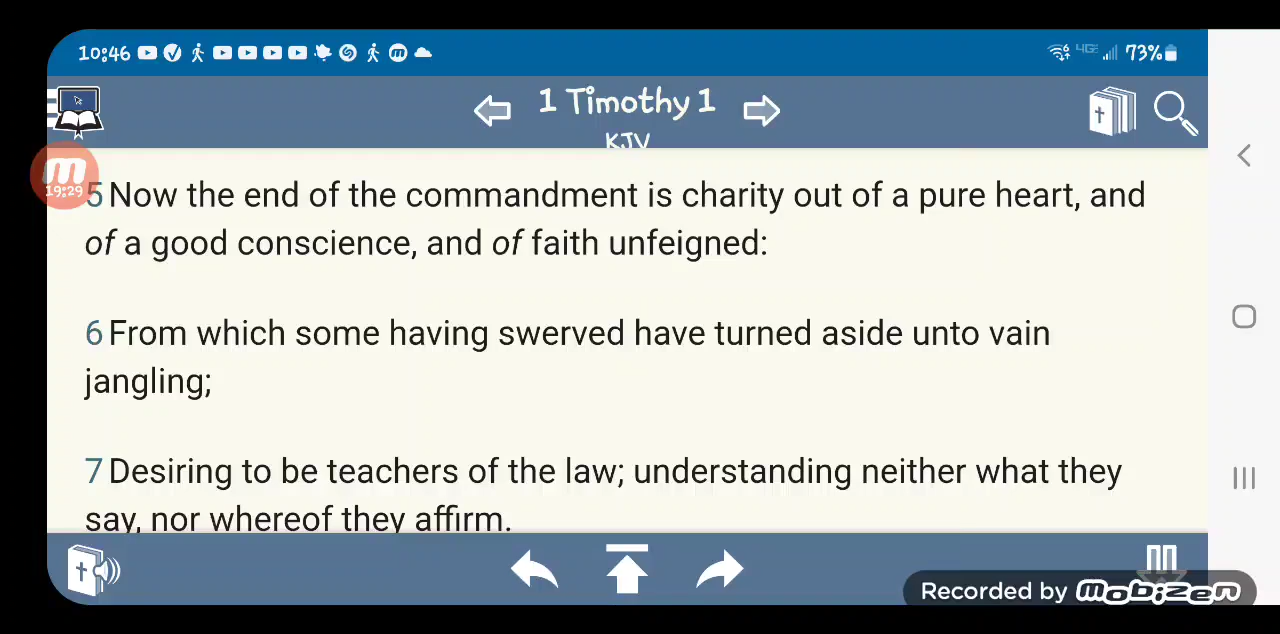 10:46 4G 73%
1 Timothy 1
KJV
19:29
5 Now the end of the commandment is charity out of a pure heart, and
of a good conscience, and of faith unfeigned:
6 From which some having swerved have turned aside unto vain
jangling;
7 Desiring to be teachers of the law; understanding neither what they
say, nor whereof they affirm.
Recorded by mobizen